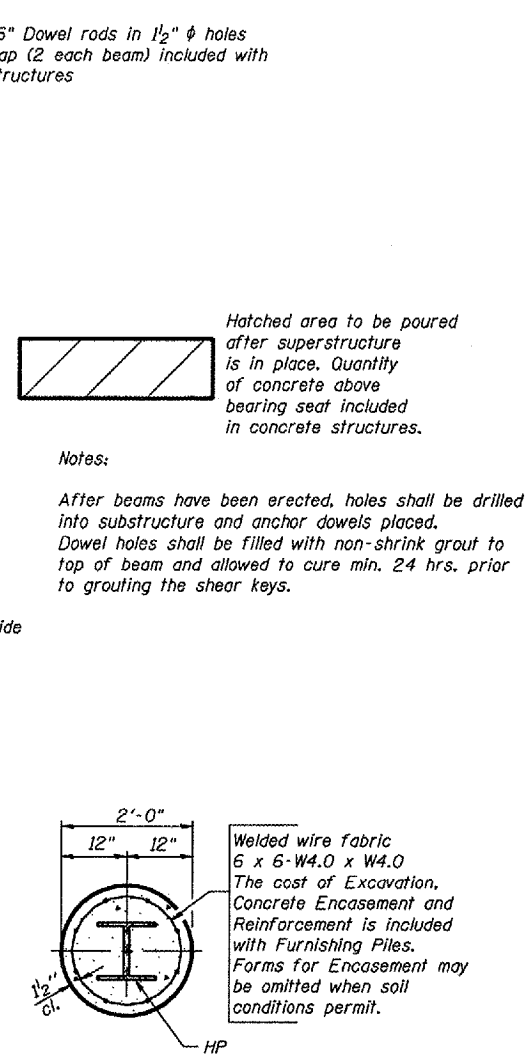 6" Dowel rods in 1½" ϕ holes
ap (2 each beam) included with
tructures
Hatched area to be poured
after superstructure
is in place. Quantity
of concrete above
bearing seat included
in concrete structures.
Notes:
After beams have been erected, holes shall be drilled
into substructure and anchor dowels placed.
Dowel holes shall be filled with non-shrink grout to
top of beam and allowed to cure min. 24 hrs. prior
to grouting the shear keys.
ide
2'-0"
12" 12"
Welded wire fabric
6 x 6-W4.0 x W4.0
The cost of Excavation,
Concrete Encasement and
Reinforcement is included
with Furnishing Piles.
Forms for Encasement may
be omitted when soil
conditions permit.
1½"
cl.
HP